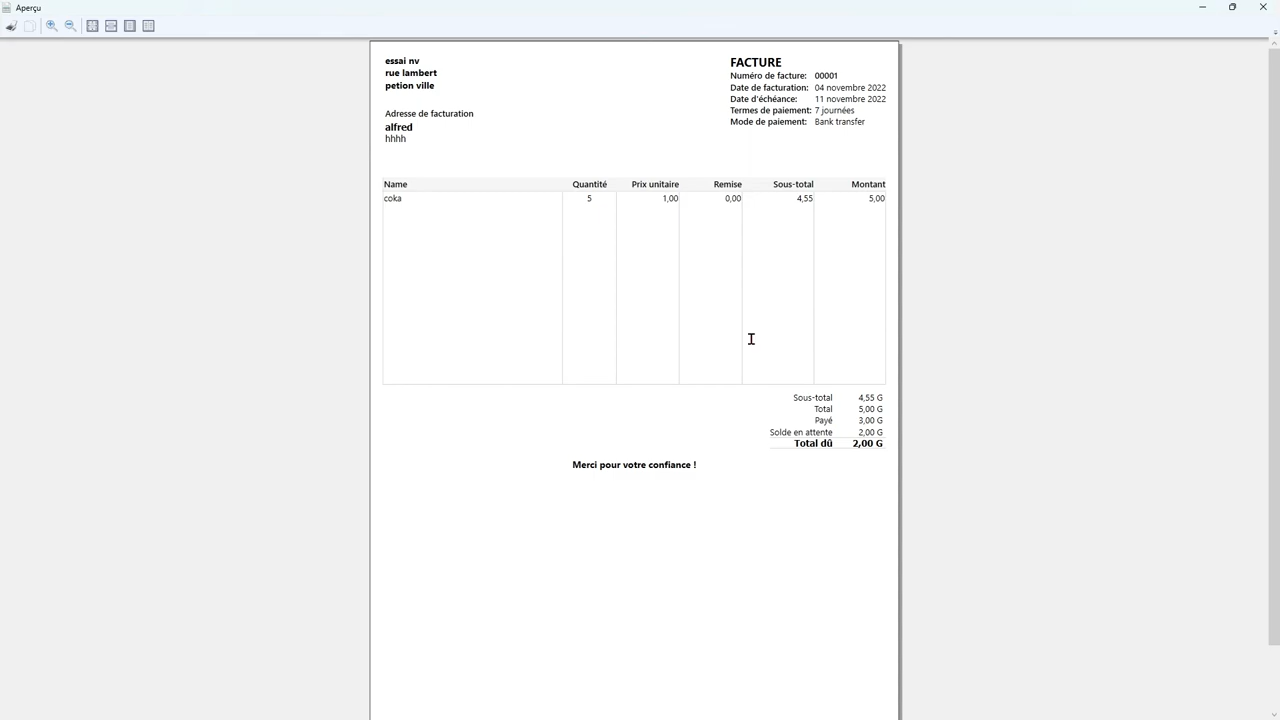 Aperçu
essai nv
rue lambert
petion ville
Adresse de facturation
alfred
hhhh
FACTURE
Numéro de facture: 00001
Date de facturation: 04 novembre 2022
Date d'échéance: 11 novembre 2022
Termes de paiement: 7 journées
Mode de paiement: Bank transfer
Name Quantité Prix unitaire Remise Sous-total Montant
coka 5 1,00 0,00 4,55 5,00
Sous-total 4,55 G
Total 5,00 G
Payé 3,00 G
Solde en attente 2,00 G
Total dû 2,00 G
Merci pour votre confiance !